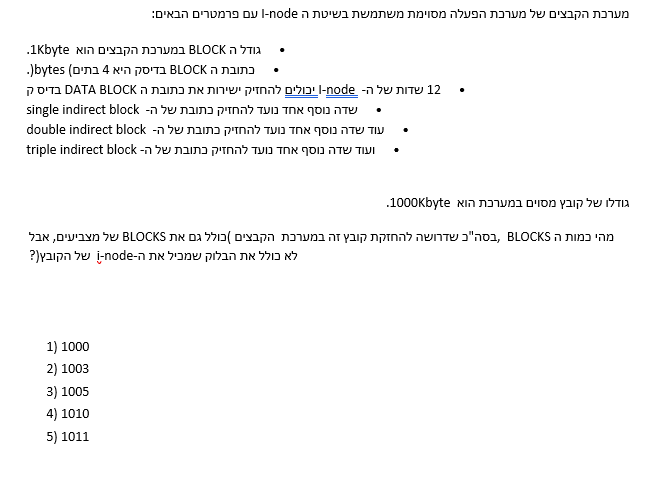 מערכת הקבצים של מערכת הפעלה מסוימת משתמשת בשיטת ה I-node עם פרמטרים הבאים:
• גודל ה BLOCK במערכת הקבצים הוא 1Kbyte.
• כתובת ה BLOCK בדיסק היא 4 בתים (bytes).
• 12 שדות של ה- I-node יכולים להחזיק ישירות את כתובת ה DATA BLOCK בדיס ק
• שדה נוסף אחד נועד להחזיק כתובת של ה- single indirect block
• עוד שדה נוסף אחד נועד להחזיק כתובת של ה- double indirect block
• ועוד שדה נוסף אחד נועד להחזיק כתובת של ה- triple indirect block
גודלו של קובץ מסוים במערכת הוא 1000Kbyte.
מהי כמות ה BLOCKS ,בסה"כ שדרושה להחזקת קובץ זה במערכת הקבצים )כולל גם את BLOCKS של מצביעים, אבל
לא כולל את הבלוק שמכיל את ה-i-node של הקובץ(?
1) 1000
2) 1003
3) 1005
4) 1010
5) 1011